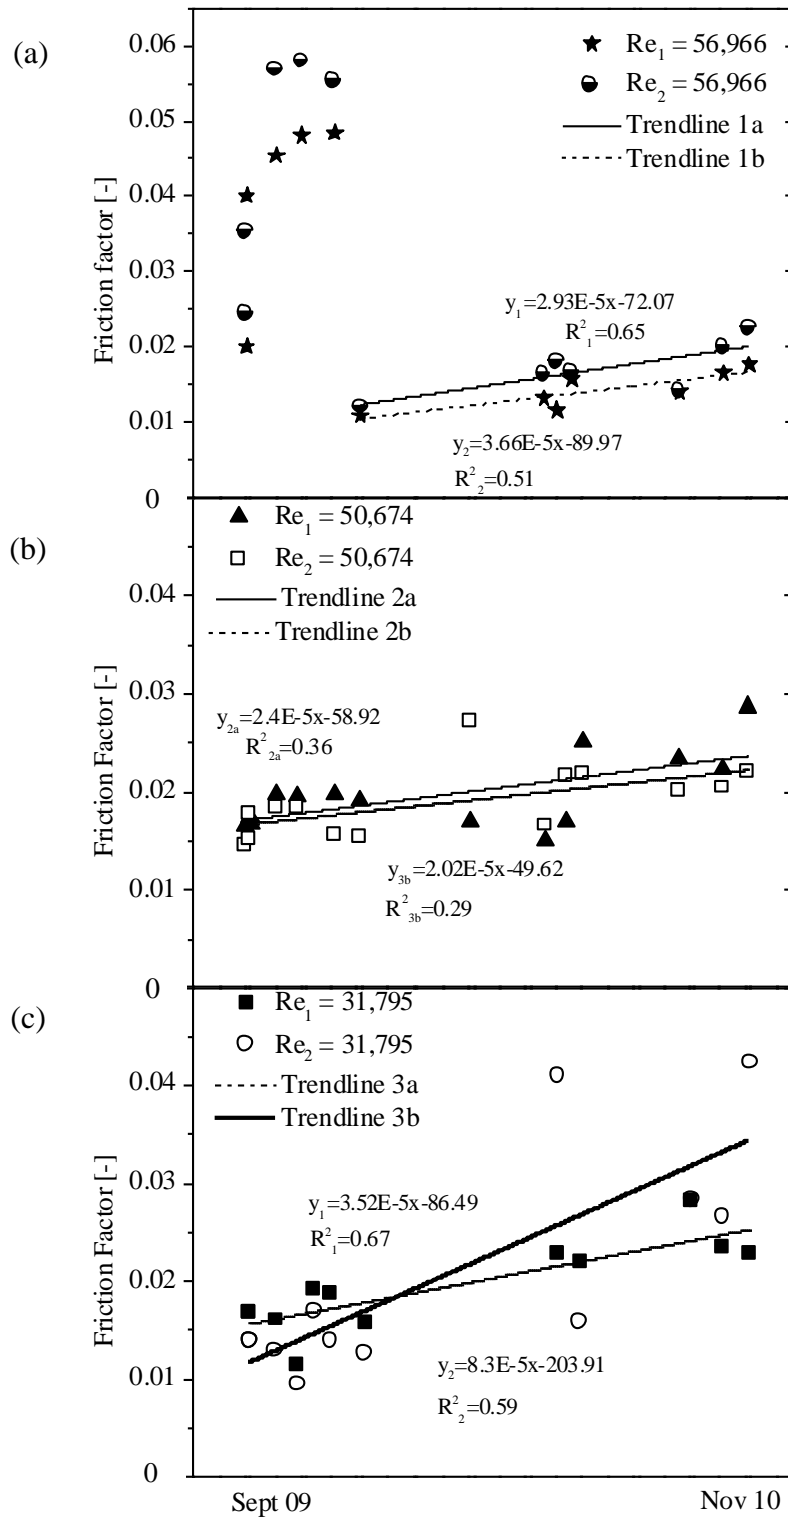 (a)
0.06
0.05
0.04
0.03
0.02
0.01
0
Friction factor [-]
Re1 = 56,966
Re2 = 56,966
Trendline 1a
Trendline 1b
y1=2.93E-5x-72.07
R21=0.65
y2=3.66E-5x-89.97
R22=0.51
(b)
0.04
0.03
0.02
0.01
0
Friction Factor [-]
Re1 = 50,674
Re2 = 50,674
Trendline 2a
Trendline 2b
y2a=2.4E-5x-58.92
R22a=0.36
y3b=2.02E-5x-49.62
R23b=0.29
(c)
0.04
0.03
0.02
0.01
0
Friction Factor [-]
Re1 = 31,795
Re2 = 31,795
Trendline 3a
Trendline 3b
y1=3.52E-5x-86.49
R21=0.67
y2=8.3E-5x-203.91
R22=0.59
Sept 09
Nov 10